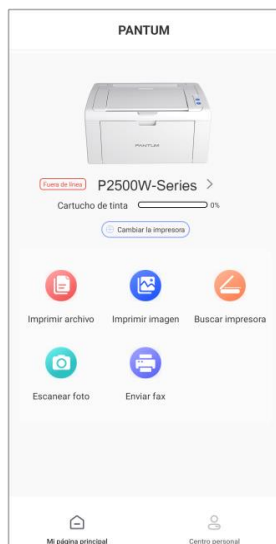 PANTUM
PANTUM
Fuera de línea P2500W-Series >
Cartucho de tinta 0%
Cambiar la impresora
Imprimir archivo Imprimir imagen Buscar impresora
Escanear foto Enviar fax
Mi página principal Centro personal